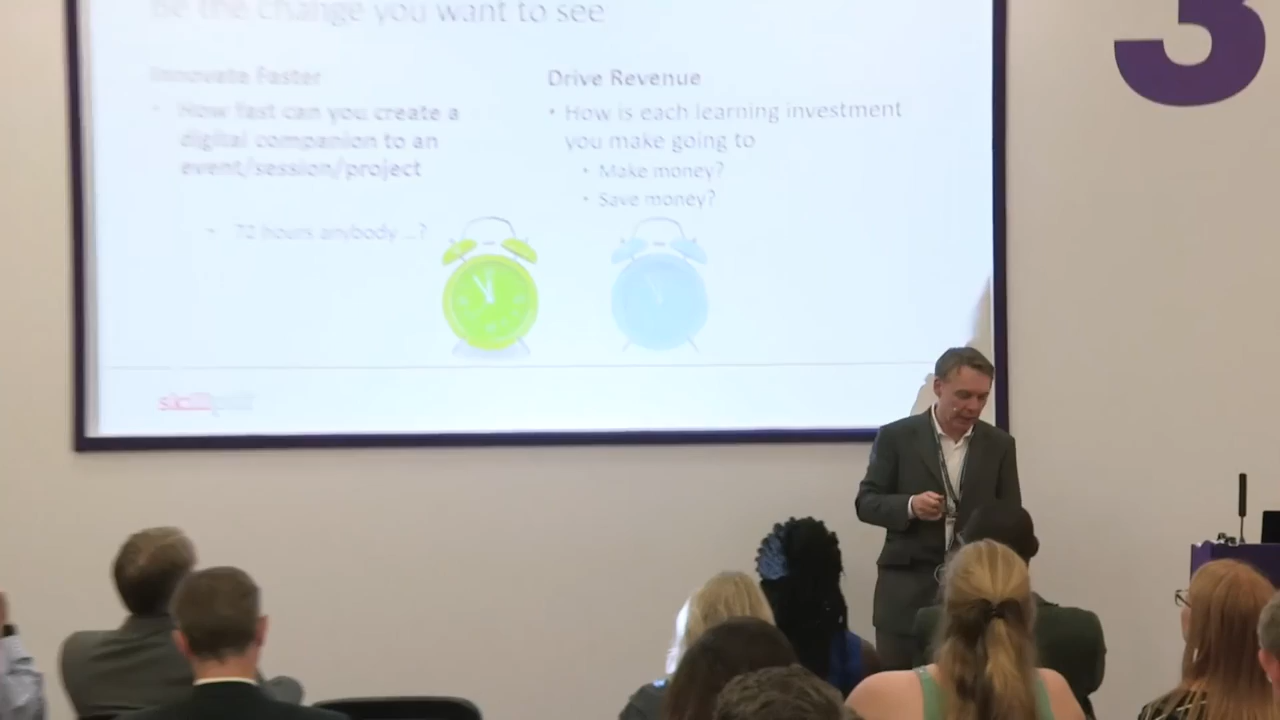 Be the change you want to see
Innovate Faster
• How fast can you create a
digital companion to an
event/session/project
• 72 hours anybody ...?
Drive Revenue
• How is each learning investment
you make going to
• Make money?
• Save money?
skillpill
3